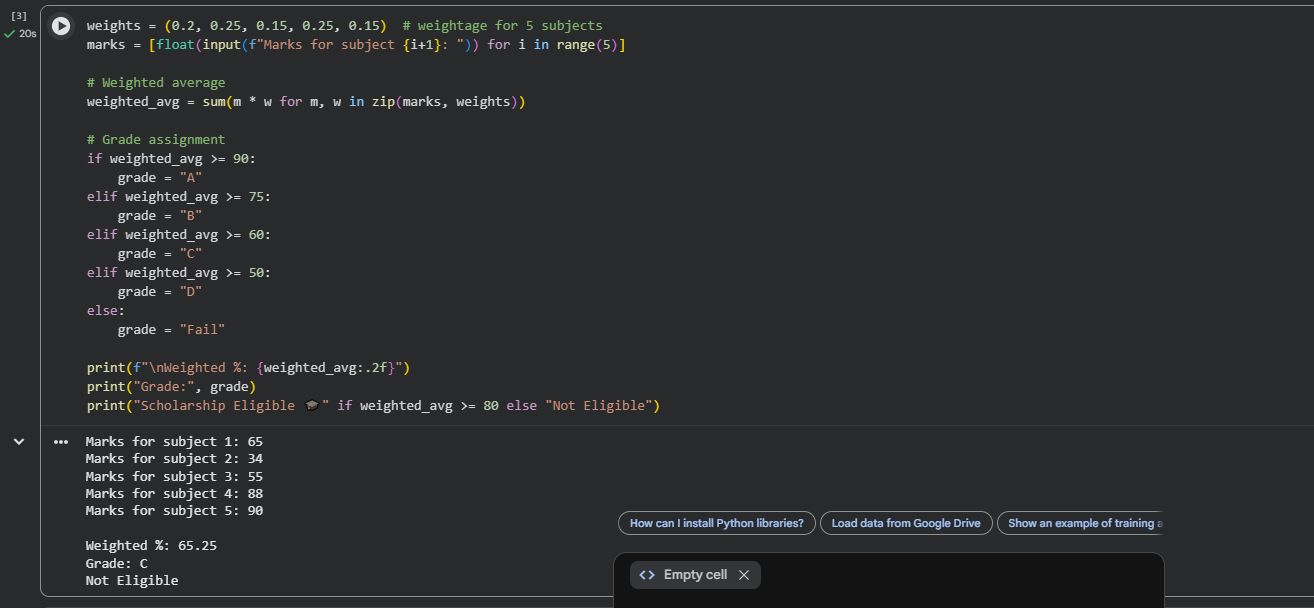 [3]
20s
weights = (0.2, 0.25, 0.15, 0.25, 0.15)  # weightage for 5 subjects
marks = [float(input(f"Marks for subject {i+1}: ")) for i in range(5)]

# Weighted average
weighted_avg = sum(m * w for m, w in zip(marks, weights))

# Grade assignment
if weighted_avg >= 90:
    grade = "A"
elif weighted_avg >= 75:
    grade = "B"
elif weighted_avg >= 60:
    grade = "C"
elif weighted_avg >= 50:
    grade = "D"
else:
    grade = "Fail"

print(f"\nWeighted %: {weighted_avg:.2f}")
print("Grade:", grade)
print("Scholarship Eligible 🎓" if weighted_avg >= 80 else "Not Eligible")
Marks for subject 1: 65
Marks for subject 2: 34
Marks for subject 3: 55
Marks for subject 4: 88
Marks for subject 5: 90

Weighted %: 65.25
Grade: C
Not Eligible
How can I install Python libraries?
Load data from Google Drive
Show an example of training
Empty cell